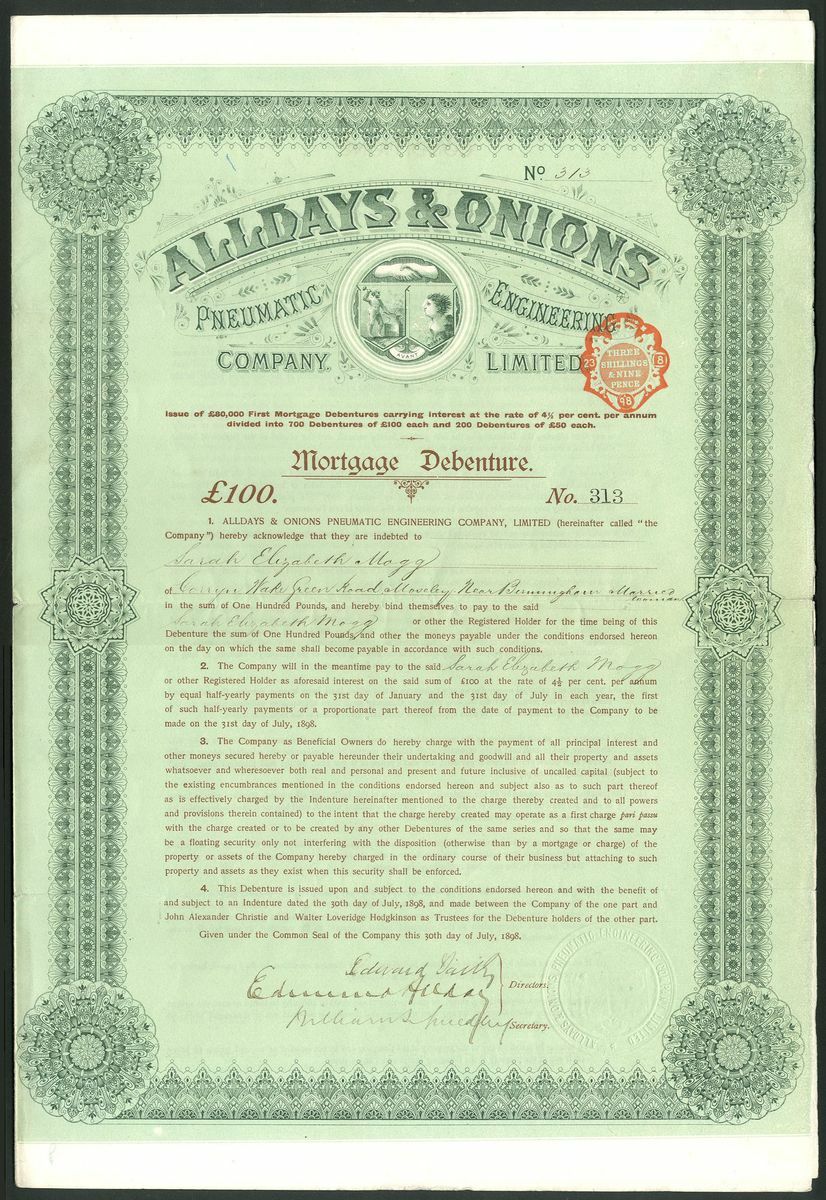 No 313
ALLDAYS & ONIONS
PNEUMATIC ENGINEERING
COMPANY, LIMITED
AVANT
THREE
SHILLINGS
& NINE
PENCE
23 8
98
Issue of £80,000 First Mortgage Debentures carrying interest at the rate of 4½ per cent. per annum
divided into 700 Debentures of £100 each and 200 Debentures of £50 each.
Mortgage Debenture.
£100. No. 313
1. ALLDAYS & ONIONS PNEUMATIC ENGINEERING COMPANY, LIMITED (hereinafter called "the
Company") hereby acknowledge that they are indebted to
Sarah Elizabeth Mogg
of Wake Green Road Moseley Near Birmingham Married Woman
in the sum of One Hundred Pounds, and hereby bind themselves to pay to the said
Sarah Elizabeth Mogg or other the Registered Holder for the time being of this
Debenture the sum of One Hundred Pounds, and other the moneys payable under the conditions endorsed hereon
on the day on which the same shall become payable in accordance with such conditions.
2. The Company will in the meantime pay to the said Sarah Elizabeth Mogg
or other Registered Holder as aforesaid interest on the said sum of £100 at the rate of 4½ per cent. per annum
by equal half-yearly payments on the 31st day of January and the 31st day of July in each year, the first
of such half-yearly payments or a proportionate part thereof from the date of payment to the Company to be
made on the 31st day of July, 1898.
3. The Company as Beneficial Owners do hereby charge with the payment of all principal interest and
other moneys secured hereby or payable hereunder their undertaking and goodwill and all their property and assets
whatsoever and wheresoever both real and personal and present and future inclusive of uncalled capital (subject to
the existing encumbrances mentioned in the conditions endorsed hereon and subject also as to such part thereof
as is effectively charged by the Indenture hereinafter mentioned to the charge thereby created and to all powers
and provisions therein contained) to the intent that the charge hereby created may operate as a first charge pari passu
with the charge created or to be created by any other Debentures of the same series and so that the same may
be a floating security only not interfering with the disposition (otherwise than by a mortgage or charge) of the
property or assets of the Company hereby charged in the ordinary course of their business but attaching to such
property and assets as they exist when this security shall be enforced.
4. This Debenture is issued upon and subject to the conditions endorsed hereon and with the benefit of
and subject to an Indenture dated the 30th day of July, 1898, and made between the Company of the one part and
John Alexander Christie and Walter Loveridge Hodgkinson as Trustees for the Debenture holders of the other part.
Given under the Common Seal of the Company this 30th day of July, 1898.
Edward
Edmund Allday
Directors.
William
Secretary.
ALLDAYS & ONIONS PNEUMATIC ENGINEERING COMPANY LIMITED